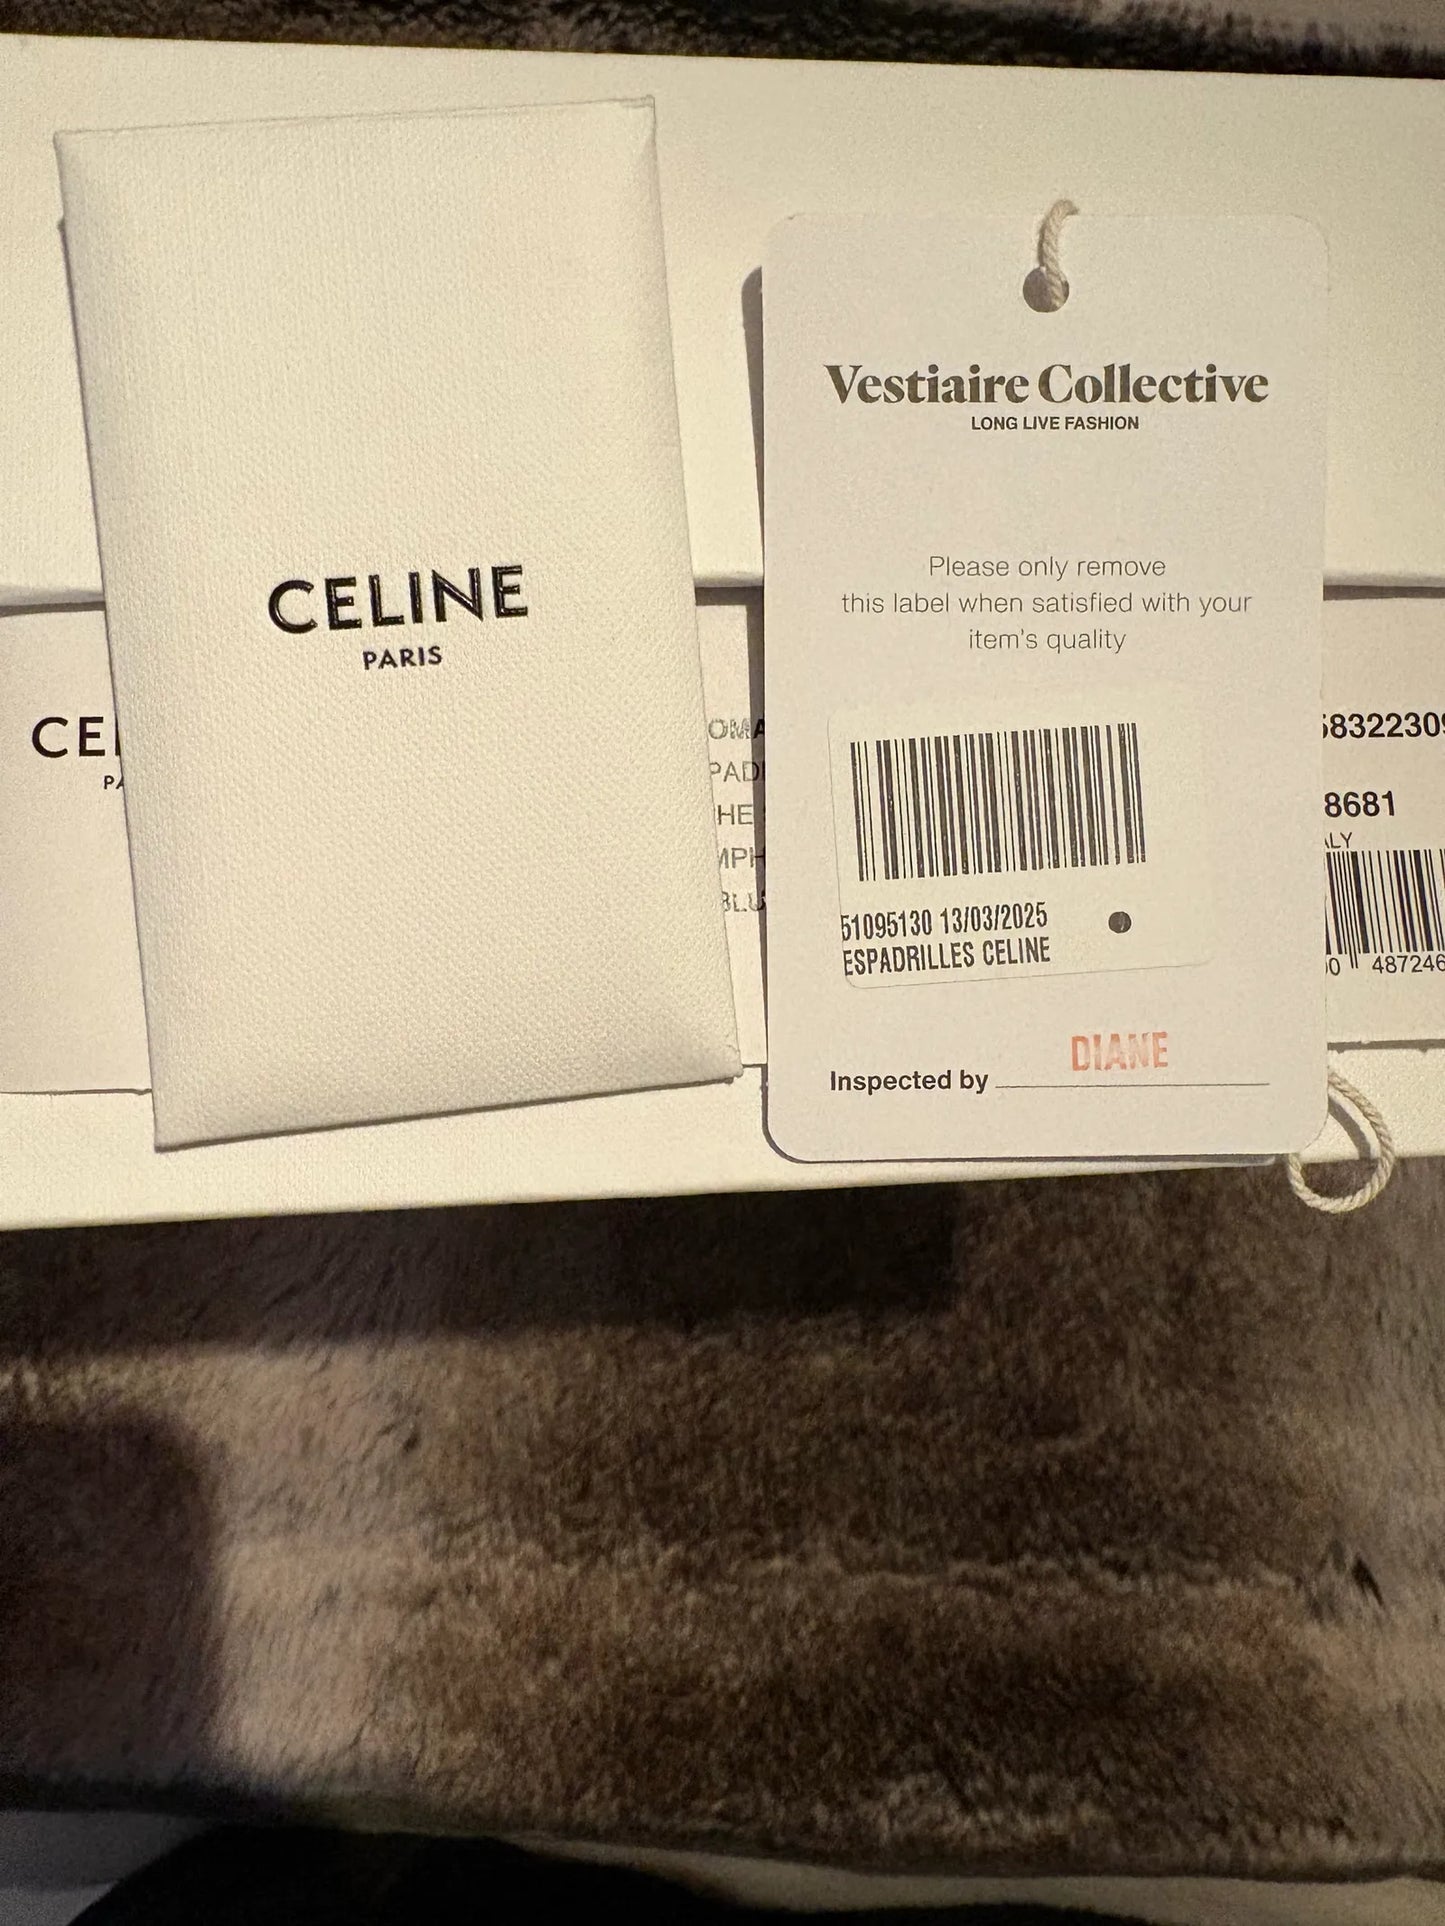 CELINE
PARIS
Vestiaire Collective
LONG LIVE FASHION
Please only remove
this label when satisfied with your
item's quality
51095130 13/03/2025
ESPADRILLES CELINE
DIANE
Inspected by
8681
487246